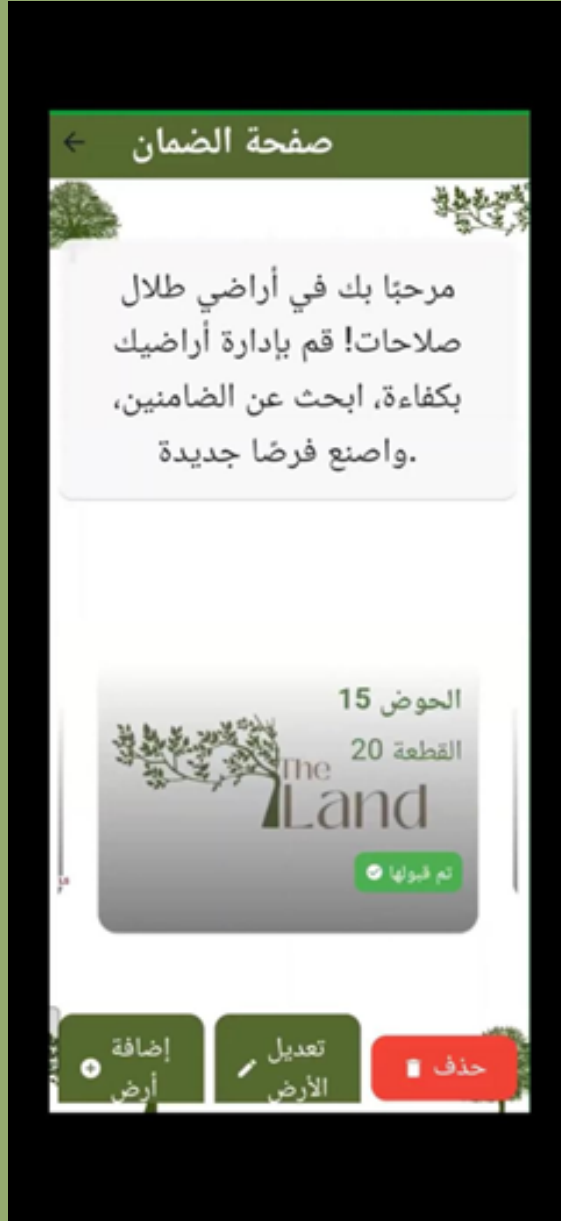 صفحة الضمان
مرحبًا بك في أراضي طلال
صلاحات! قم بإدارة أراضيك
بكفاءة، ابحث عن الضامنين،
واصنع فرصًا جديدة.
الحوض 15
القطعة 20
The
Land
تم قبولها
حذف
تعديل
الأرض
إضافة
أرض